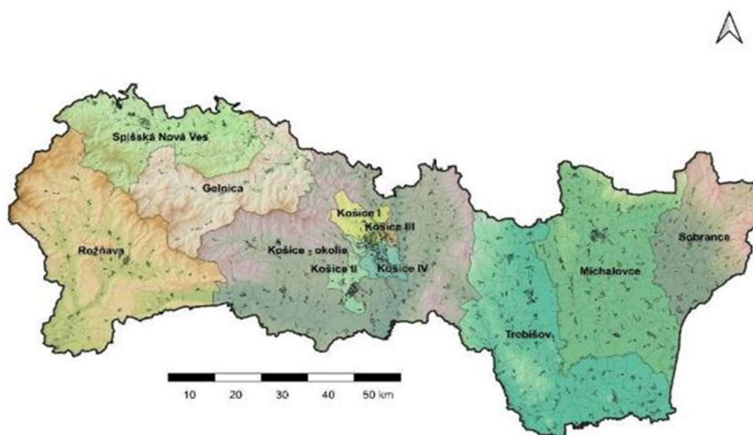 Spišská Nová Ves
Gelnica
Košice I
Košice III
Rožňava
Košice - okolie
Košice II
Košice IV
Sobrance
Michalovce
Trebišov
10 20 30 40 50 km